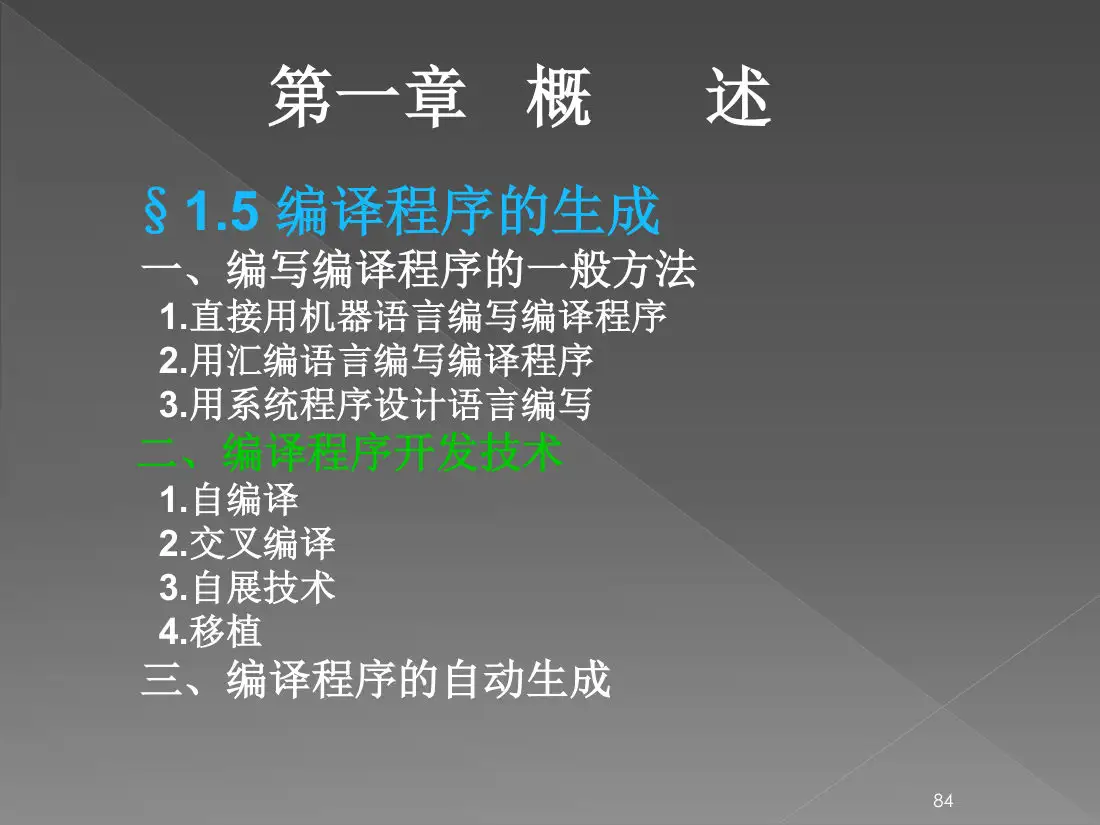 第一章 概 述
§1.5 编译程序的生成
一、编写编译程序的一般方法
1.直接用机器语言编写编译程序
2.用汇编语言编写编译程序
3.用系统程序设计语言编写
二、编译程序开发技术
1.自编译
2.交叉编译
3.自展技术
4.移植
三、编译程序的自动生成
84